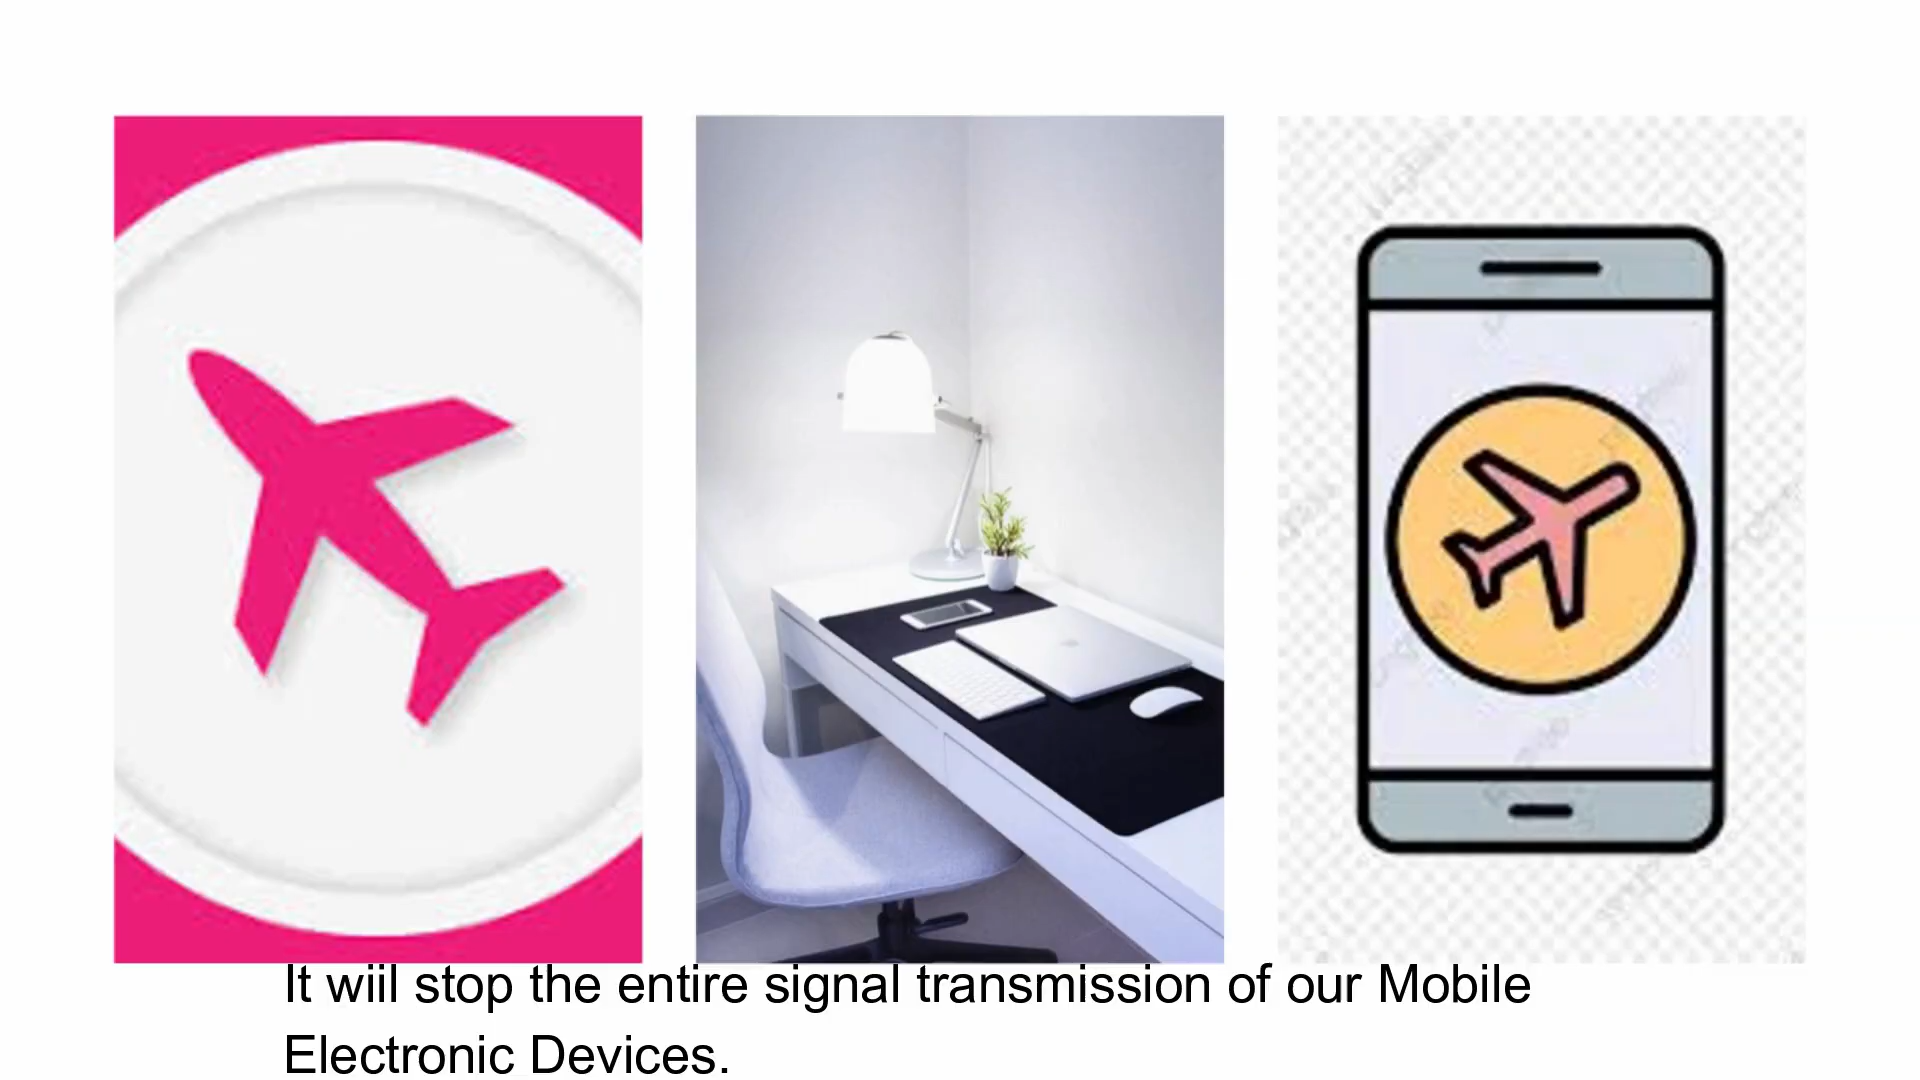 It wiil stop the entire signal transmission of our Mobile
Electronic Devices.